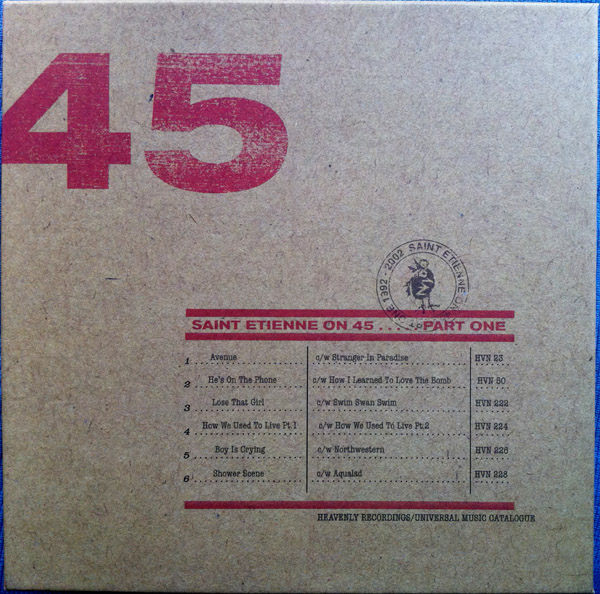 45
1992 - 2002 SAINT ETIENNE ON
SAINT ETIENNE ON 45 . . . . PART ONE
1 Avenue c/w Stranger In Paradise HVN 23
2 He's On The Phone c/w How I Learned To Love The Bomb HVN 50
3 Lose That Girl c/w Swim Swan Swim HVN 222
4 How We Used To Live Pt.1 c/w How We Used To Live Pt.2 HVN 224
5 Boy Is Crying c/w Northwestern HVN 226
6 Shower Scene c/w Aqualad HVN 228
HEAVENLY RECORDINGS/UNIVERSAL MUSIC CATALOGUE